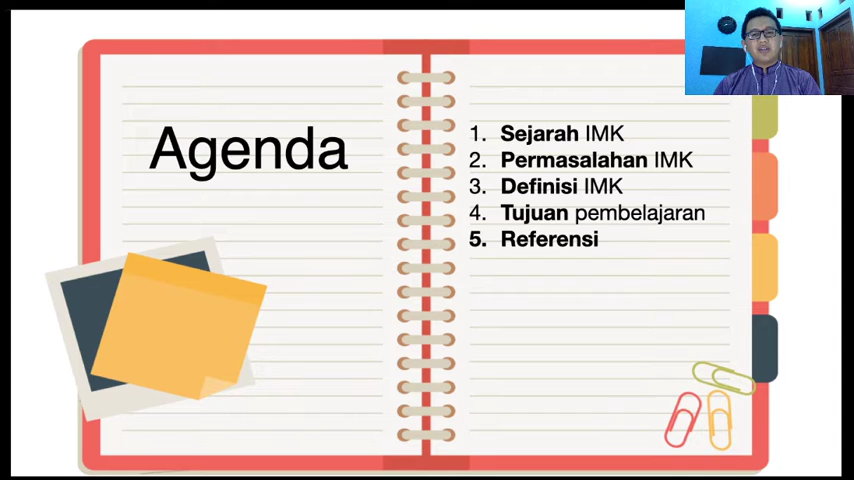 Agenda
1. Sejarah IMK
2. Permasalahan IMK
3. Definisi IMK
4. Tujuan pembelajaran
5. Referensi